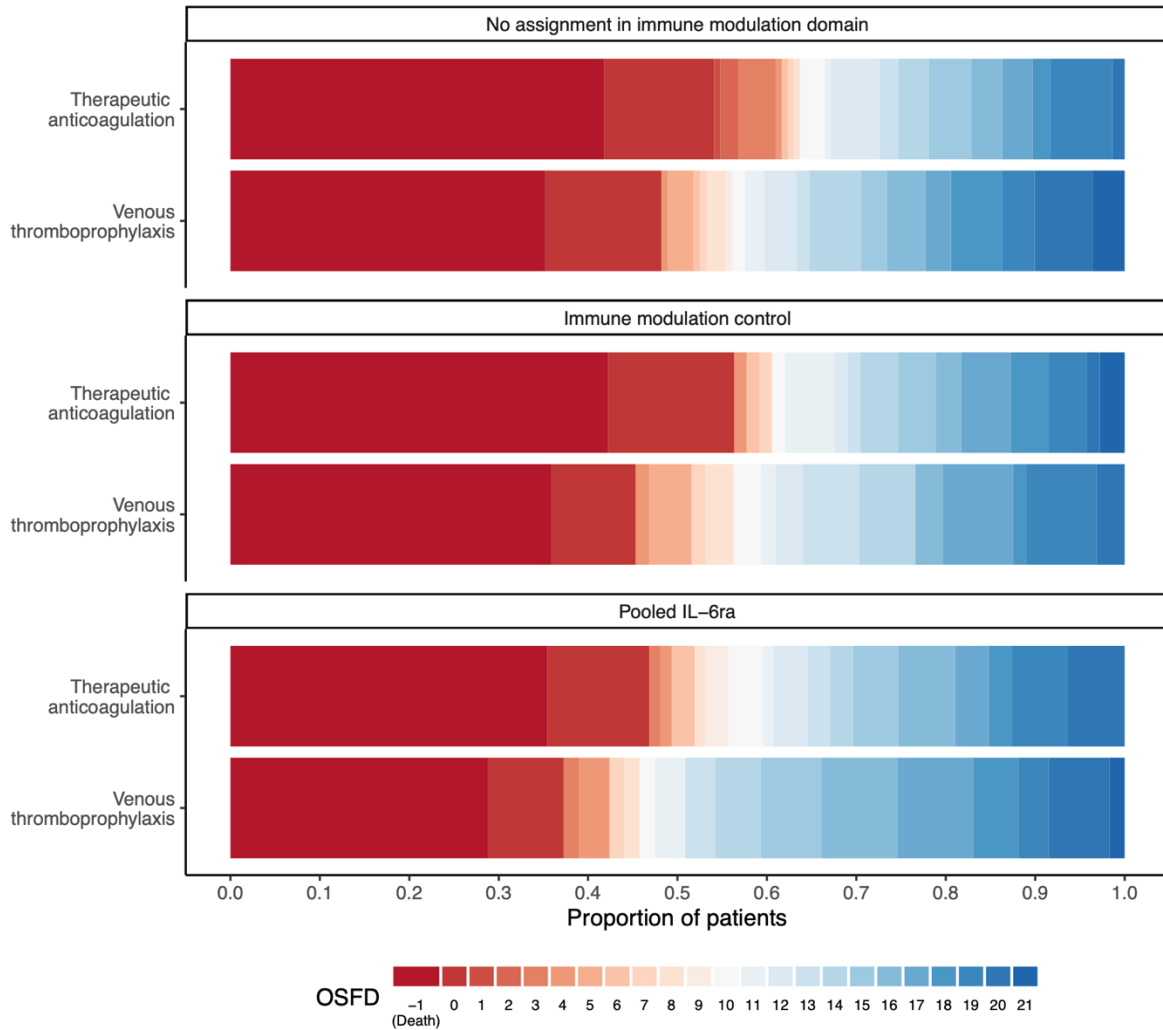 No assignment in immune modulation domain
Therapeutic
anticoagulation
Venous
thromboprophylaxis
Immune modulation control
Therapeutic
anticoagulation
Venous
thromboprophylaxis
Pooled IL−6ra
Therapeutic
anticoagulation
Venous
thromboprophylaxis
0.0 0.1 0.2 0.3 0.4 0.5 0.6 0.7 0.8 0.9 1.0
Proportion of patients
OSFD
−1 0 1 2 3 4 5 6 7 8 9 10 11 12 13 14 15 16 17 18 19 20 21
(Death)